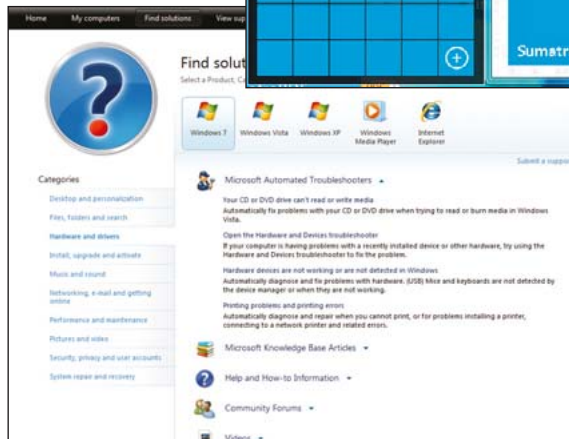 Home My computers Find solutions View sup
Find solut
Select a Product, Ca
Sumatr
Windows 7 Windows Vista Windows XP Windows Media Player Internet Explorer
Submit a suppo
Categories
Desktop and personalization
Files, folders and search
Hardware and drivers
Install, upgrade and activate
Music and sound
Networking, e-mail and getting
online
Performance and maintenance
Pictures and video
Security, privacy and user accounts
System repair and recovery
Microsoft Automated Troubleshooters
Your CD or DVD drive can't read or write media
Automatically fix problems with your CD or DVD drive when trying to read or burn media in Windows
Vista.
Open the Hardware and Devices troubleshooter
If your computer is having problems with a recently installed device or other hardware, try using the
Hardware and Devices troubleshooter to fix the problem.
Hardware devices are not working or are not detected in Windows
Automatically diagnose and fix problems with hardware. (USB) Mice and keyboards are not detected by
the device manager or when they are not working.
Printing problems and printing errors
Automatically diagnose and repair when you cannot print, or for problems installing a printer,
connecting to a network printer and related errors.
Microsoft Knowledge Base Articles
Help and How-to Information
Community Forums
Videos